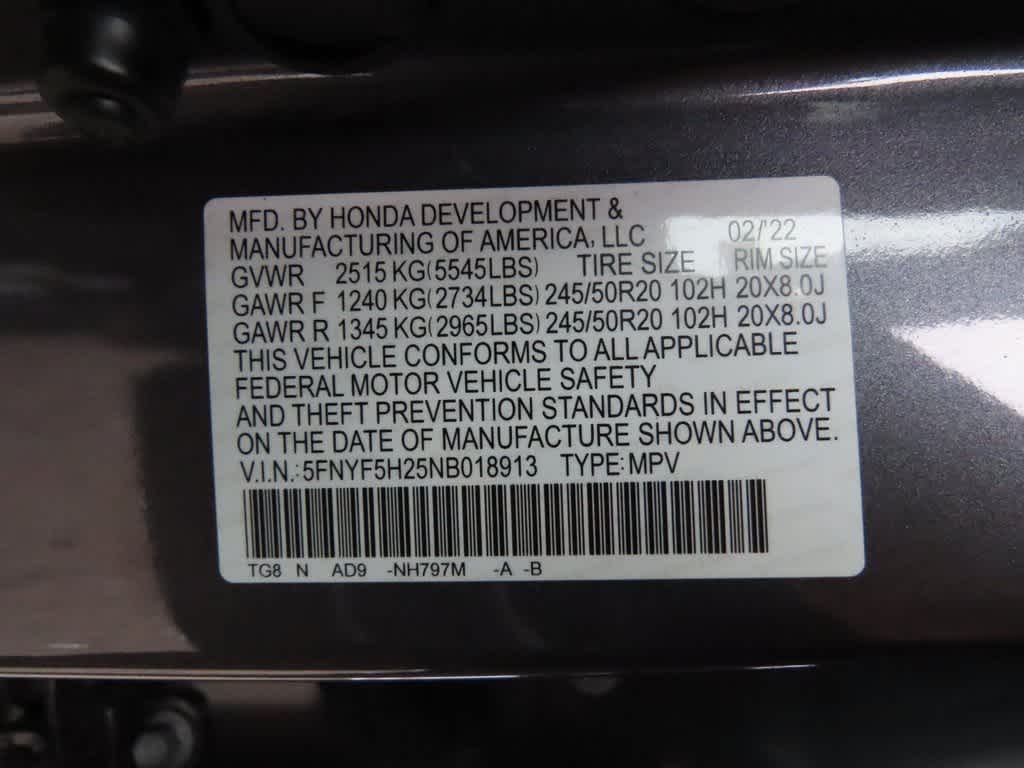 MFD. BY HONDA DEVELOPMENT &
MANUFACTURING OF AMERICA, LLC 02/'22
GVWR 2515 KG(5545LBS) TIRE SIZE RIM SIZE
GAWR F 1240 KG(2734LBS) 245/50R20 102H 20X8.0J
GAWR R 1345 KG(2965LBS) 245/50R20 102H 20X8.0J
THIS VEHICLE CONFORMS TO ALL APPLICABLE
FEDERAL MOTOR VEHICLE SAFETY
AND THEFT PREVENTION STANDARDS IN EFFECT
ON THE DATE OF MANUFACTURE SHOWN ABOVE.
V.I.N.: 5FNYF5H25NB018913 TYPE: MPV
TG8 N AD9 -NH797M -A -B